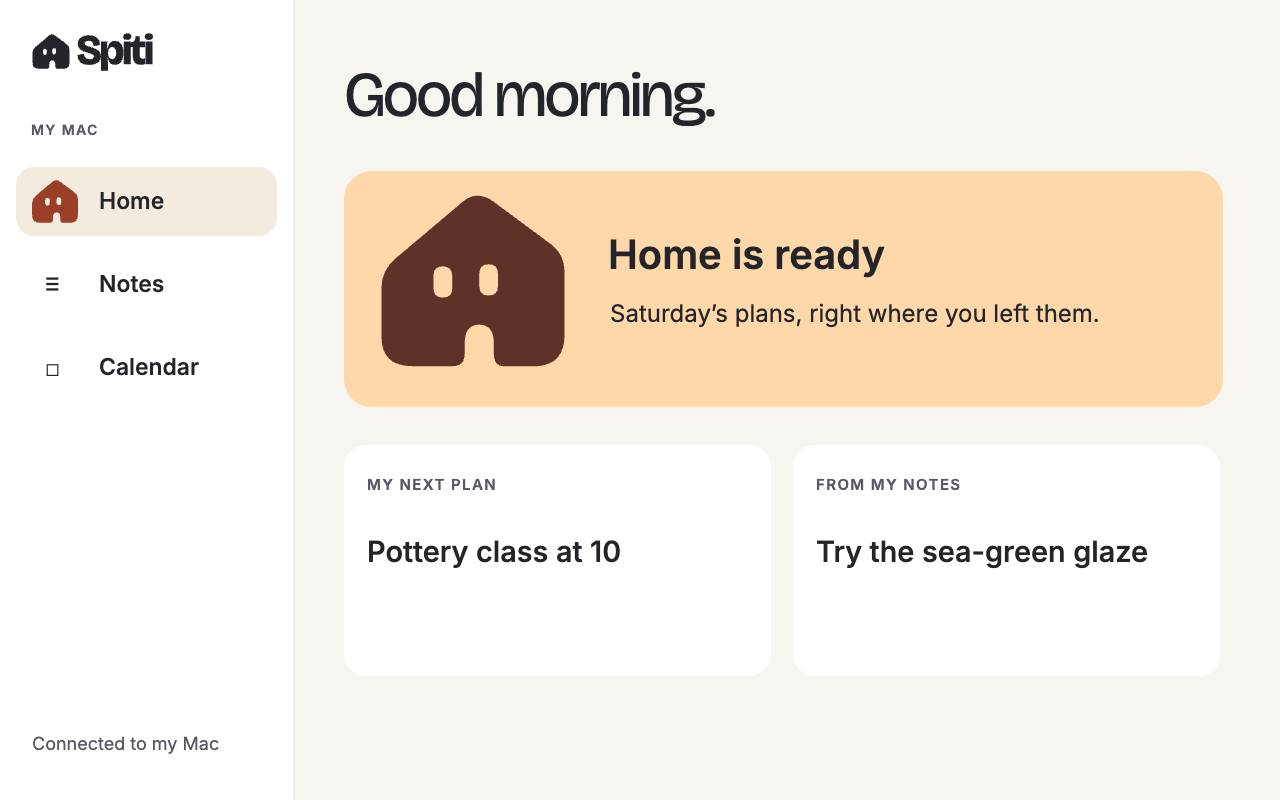 Spiti
MY MAC
Home
Notes
Calendar
Connected to my Mac
Good morning.
Home is ready
Saturday’s plans, right where you left them.
MY NEXT PLAN
Pottery class at 10
FROM MY NOTES
Try the sea-green glaze